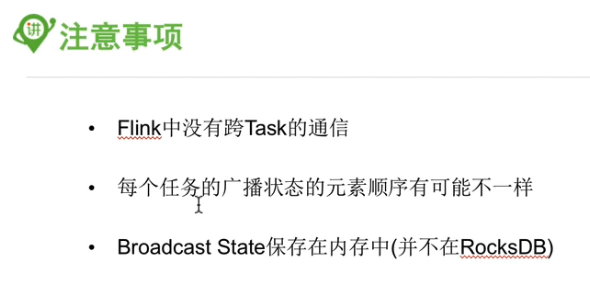 讲
注意事项
• Flink中没有跨Task的通信
• 每个任务的广播状态的元素顺序有可能不一样
• Broadcast State保存在内存中(并不在RocksDB)